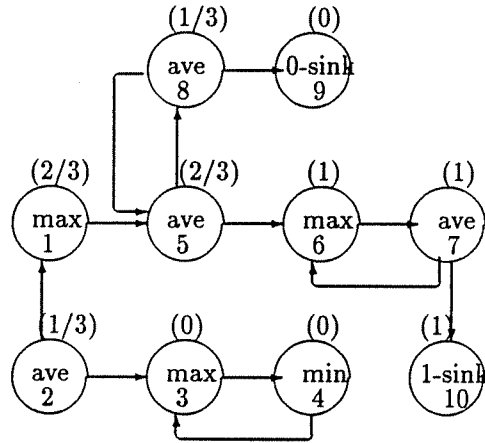 (1/3)
(0)
ave
8
0-sink
9
(2/3)
(2/3)
(1)
(1)
max
1
ave
5
max
6
ave
7
(1/3)
(0)
(0)
(1)
ave
2
max
3
min
4
1-sink
10